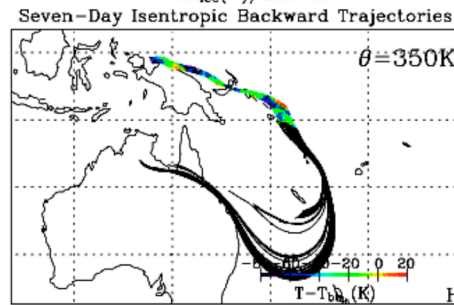 Seven-Day Isentropic Backward Trajectories
θ=350K
-20 0 20
(K)
H